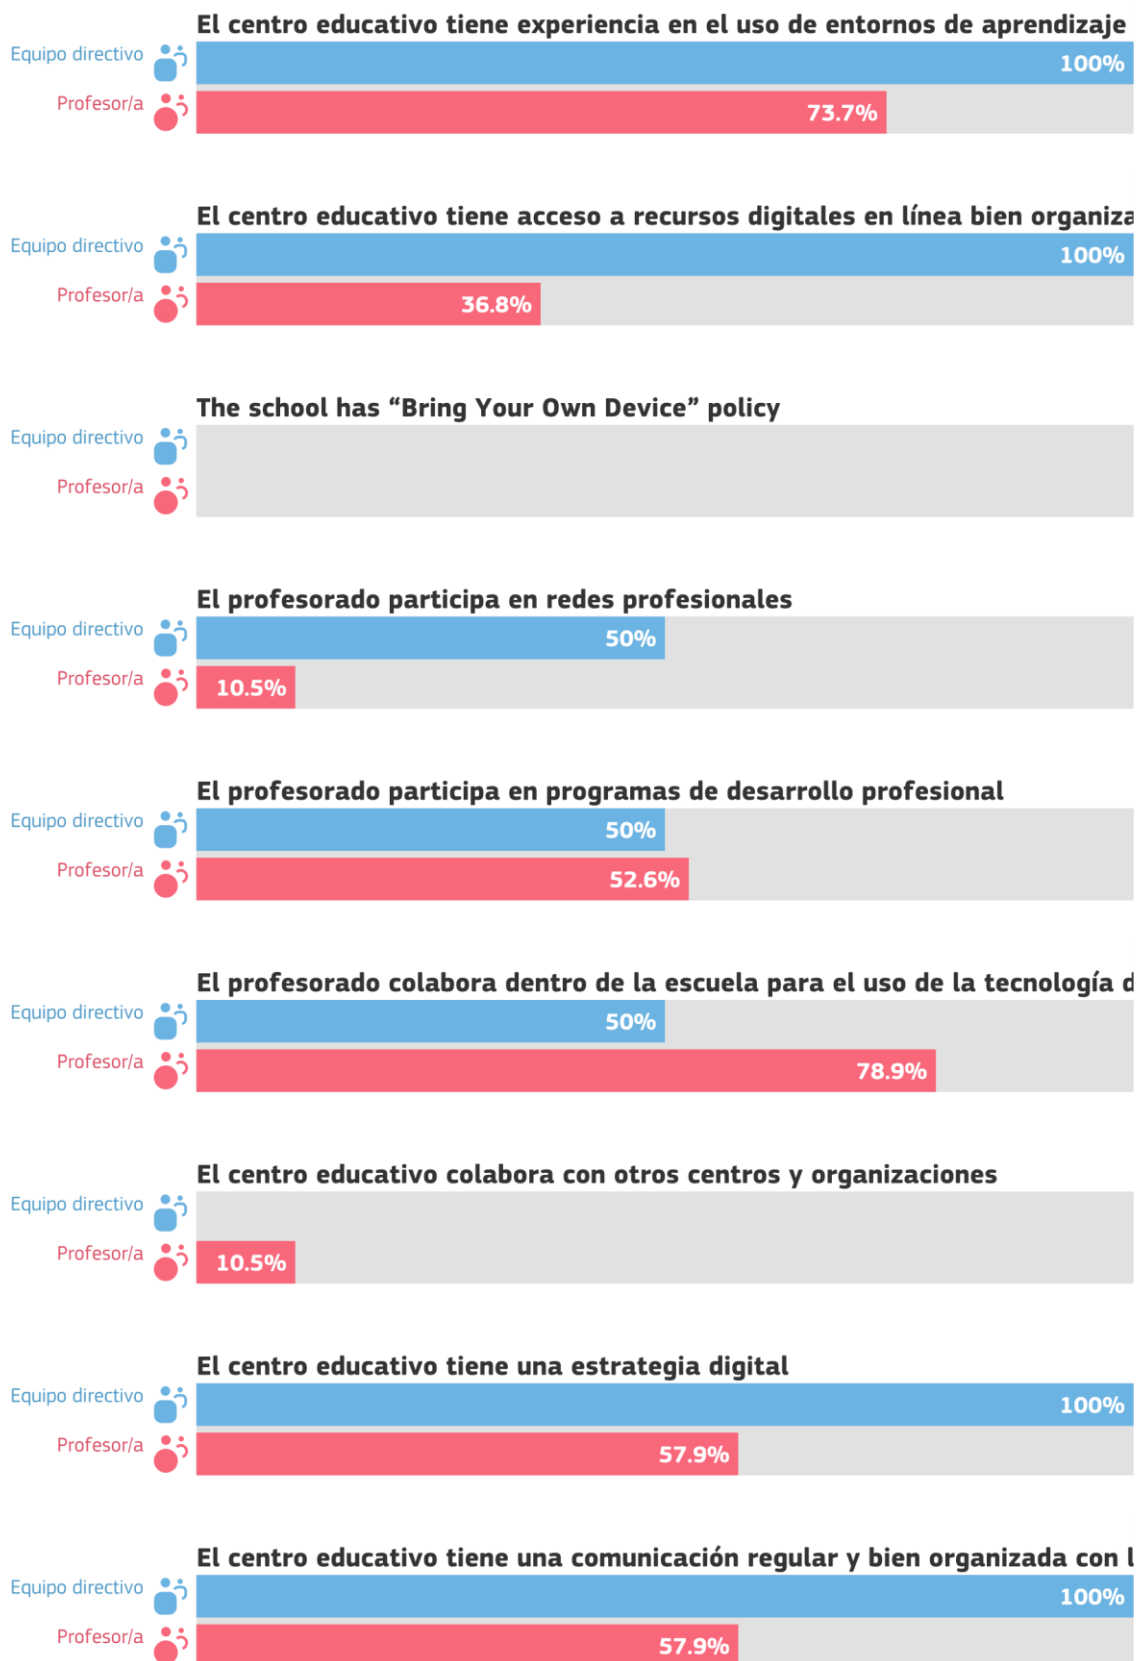 El centro educativo tiene experiencia en el uso de entornos de aprendizaje
Equipo directivo
100%
Profesor/a
73.7%
El centro educativo tiene acceso a recursos digitales en línea bien organiza
Equipo directivo
100%
Profesor/a
36.8%
The school has “Bring Your Own Device” policy
Equipo directivo
Profesor/a
El profesorado participa en redes profesionales
Equipo directivo
50%
Profesor/a
10.5%
El profesorado participa en programas de desarrollo profesional
Equipo directivo
50%
Profesor/a
52.6%
El profesorado colabora dentro de la escuela para el uso de la tecnología d
Equipo directivo
50%
Profesor/a
78.9%
El centro educativo colabora con otros centros y organizaciones
Equipo directivo
Profesor/a
10.5%
El centro educativo tiene una estrategia digital
Equipo directivo
100%
Profesor/a
57.9%
El centro educativo tiene una comunicación regular y bien organizada con l
Equipo directivo
100%
Profesor/a
57.9%